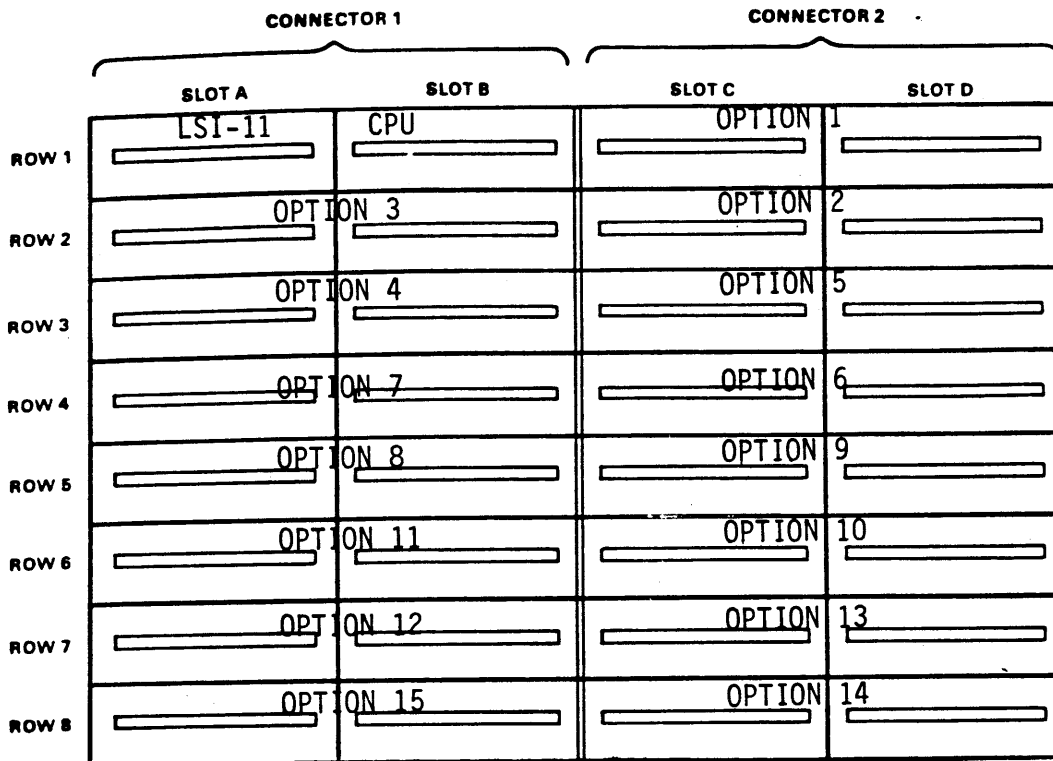 CONNECTOR 1 CONNECTOR 2
SLOT A SLOT B SLOT C SLOT D
ROW 1 LSI-11 CPU OPTION 1
ROW 2 OPTION 3 OPTION 2
ROW 3 OPTION 4 OPTION 5
ROW 4 OPTION 7 OPTION 6
ROW 5 OPTION 8 OPTION 9
ROW 6 OPTION 11 OPTION 10
ROW 7 OPTION 12 OPTION 13
ROW 8 OPTION 15 OPTION 14